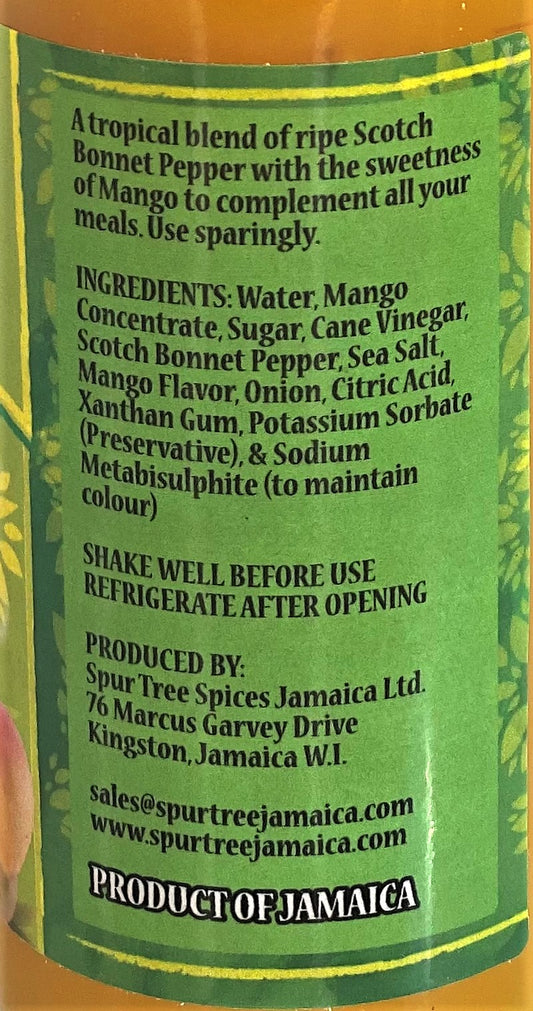 A tropical blend of ripe Scotch
Bonnet Pepper with the sweetness
of Mango to complement all your
meals. Use sparingly.
INGREDIENTS: Water, Mango
Concentrate, Sugar, Cane Vinegar,
Scotch Bonnet Pepper, Sea Salt,
Mango Flavor, Onion, Citric Acid,
Xanthan Gum, Potassium Sorbate
(Preservative), & Sodium
Metabisulphite (to maintain
colour)
SHAKE WELL BEFORE USE
REFRIGERATE AFTER OPENING
PRODUCED BY:
Spur Tree Spices Jamaica Ltd.
76 Marcus Garvey Drive
Kingston, Jamaica W.I.
sales@spurtreejamaica.com
www.spurtreejamaica.com
PRODUCT OF JAMAICA